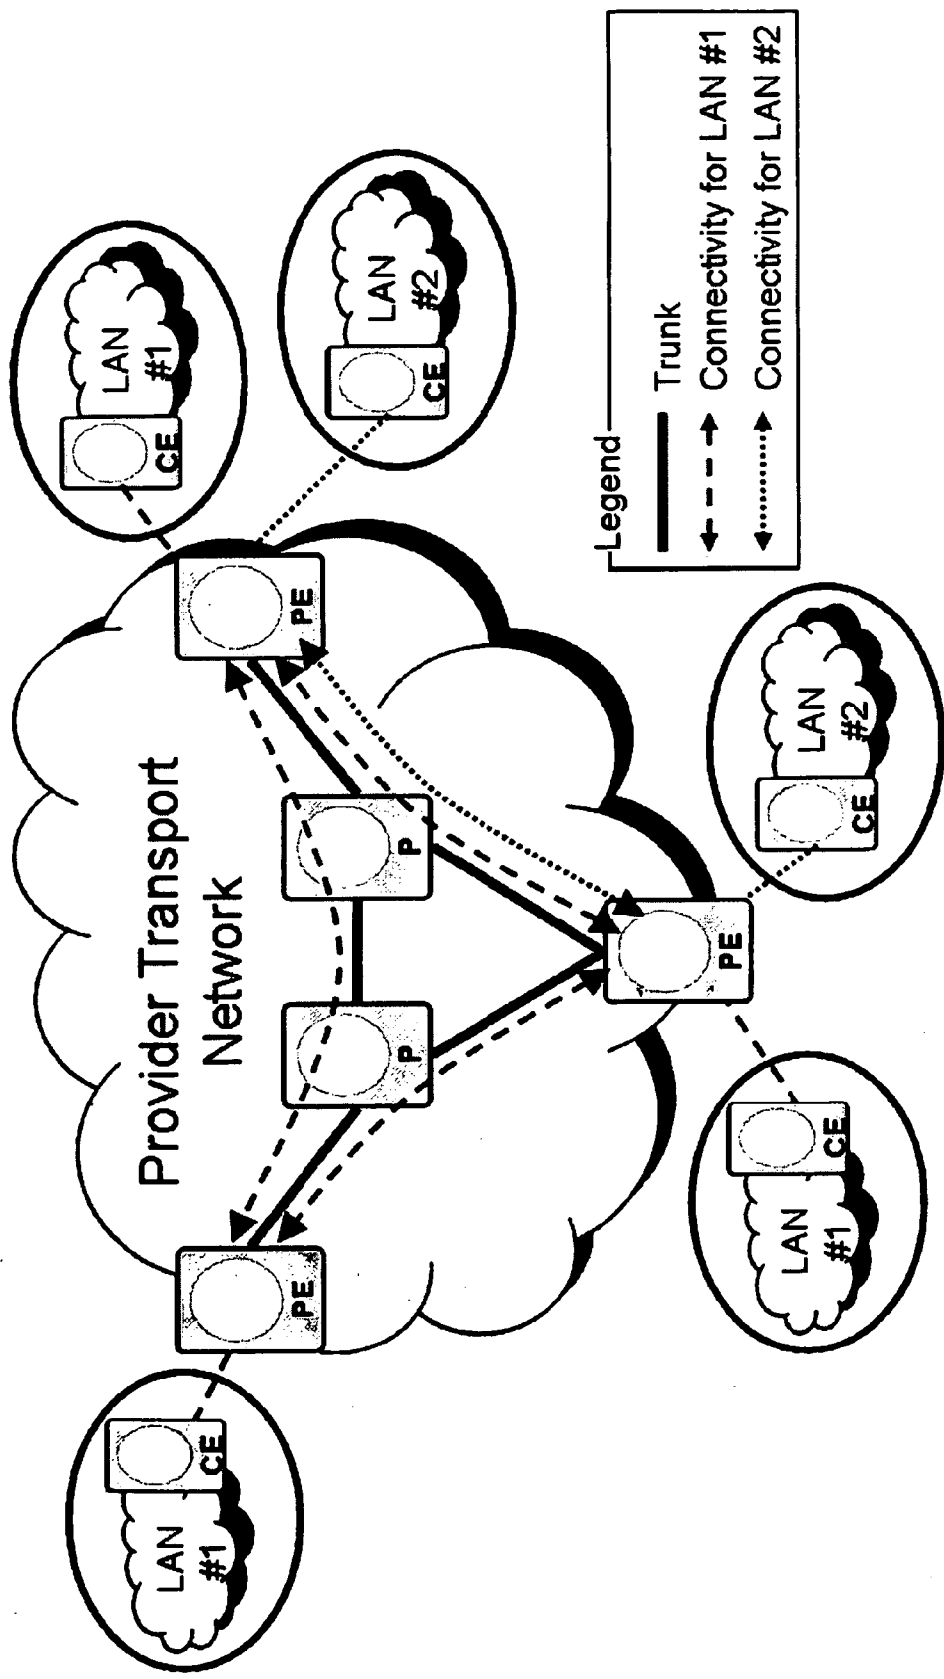 Provider Transport
Network
LAN
#1
CE
PE
P
P
PE
CE
LAN
#1
CE
LAN
#2
LAN
#1
CE
PE
CE
LAN
#2
Legend
Trunk
Connectivity for LAN #1
Connectivity for LAN #2